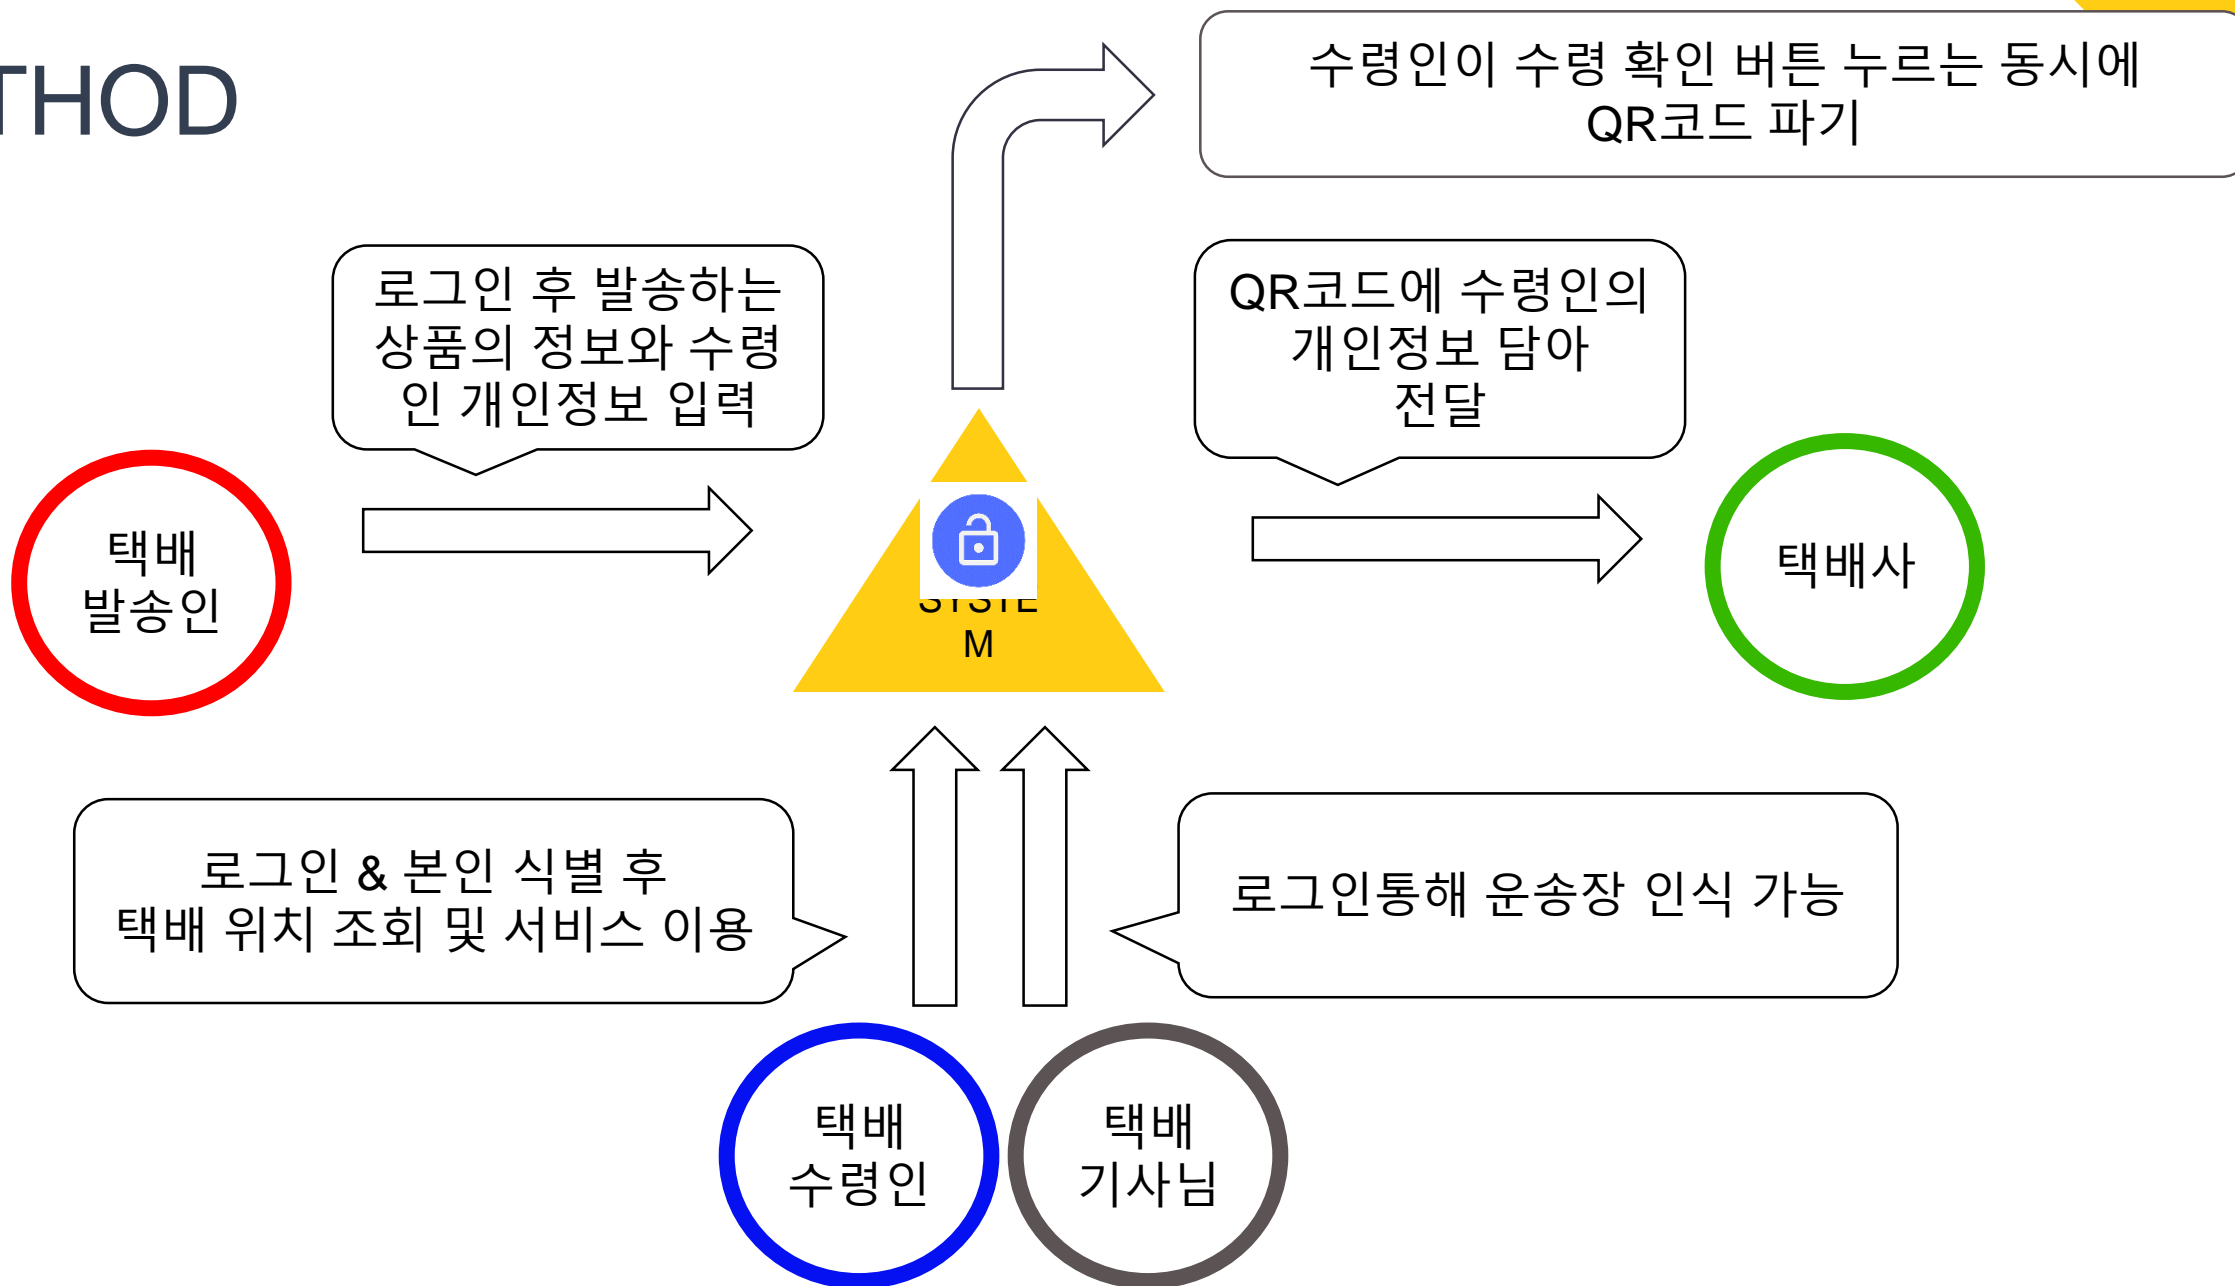 THOD
수령인이 수령 확인 버튼 누르는 동시에
QR코드 파기
로그인 후 발송하는
상품의 정보와 수령
인 개인정보 입력
QR코드에 수령인의
개인정보 담아
전달
택배
발송인
SYSTE
M
택배사
로그인 & 본인 식별 후
택배 위치 조회 및 서비스 이용
로그인통해 운송장 인식 가능
택배
수령인
택배
기사님